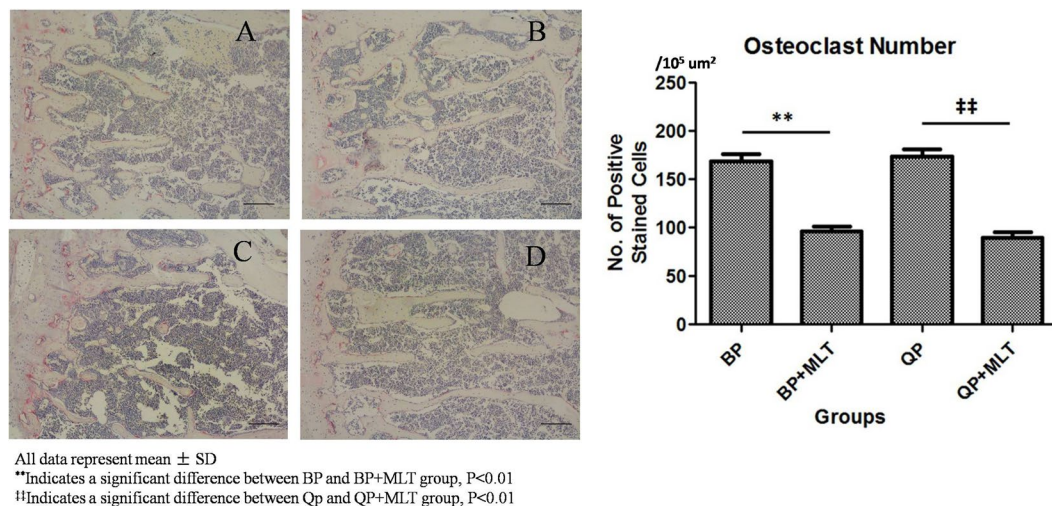 A
B
C
D
Osteoclast Number
/10⁵ um²
No. of Positive
Stained Cells
250
200
150
100
50
0
**
‡‡
BP
BP+MLT
QP
QP+MLT
Groups
All data represent mean ± SD
**Indicates a significant difference between BP and BP+MLT group, P<0.01
‡‡Indicates a significant difference between Qp and QP+MLT group, P<0.01